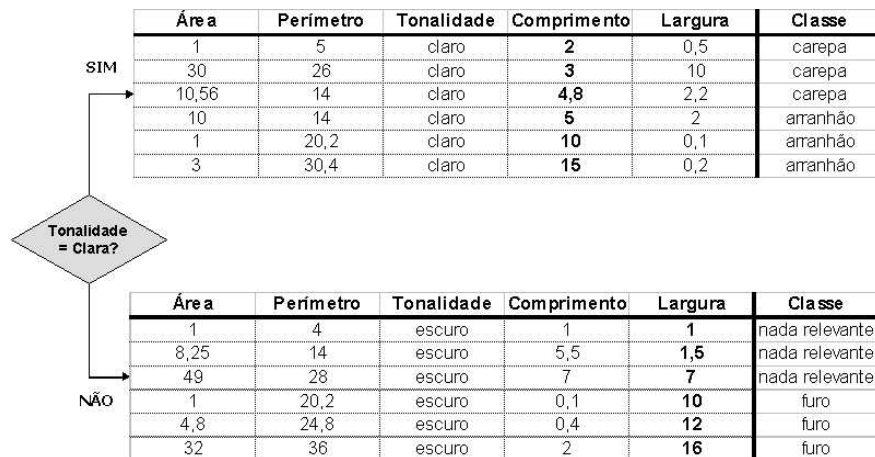 Área Perímetro Tonalidade Comprimento Largura Classe
1 5 claro 2 0,5 carepa
SIM
30 26 claro 3 10 carepa
10,56 14 claro 4,8 2,2 carepa
10 14 claro 5 2 arranhão
1 20,2 claro 10 0,1 arranhão
3 30,4 claro 15 0,2 arranhão
Tonalidade
= Clara?
Área Perímetro Tonalidade Comprimento Largura Classe
1 4 escuro 1 1 nada relevante
8,25 14 escuro 5,5 1,5 nada relevante
49 28 escuro 7 7 nada relevante
NÃO
1 20,2 escuro 0,1 10 furo
4,8 24,8 escuro 0,4 12 furo
32 36 escuro 2 16 furo